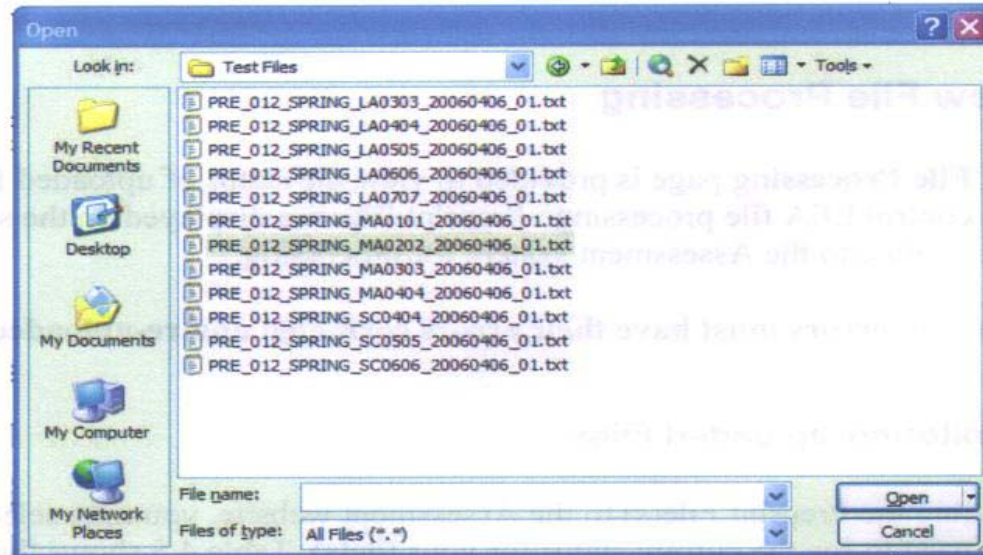 Open
Look in:
Test Files
Tools
My Recent
Documents
Desktop
My Documents
My Computer
My Network
Places
PRE_012_SPRING_LA0303_20060406_01.txt
PRE_012_SPRING_LA0404_20060406_01.txt
PRE_012_SPRING_LA0505_20060406_01.txt
PRE_012_SPRING_LA0606_20060406_01.txt
PRE_012_SPRING_LA0707_20060406_01.txt
PRE_012_SPRING_MA0101_20060406_01.txt
PRE_012_SPRING_MA0202_20060406_01.txt
PRE_012_SPRING_MA0303_20060406_01.txt
PRE_012_SPRING_MA0404_20060406_01.txt
PRE_012_SPRING_SC0404_20060406_01.txt
PRE_012_SPRING_SC0505_20060406_01.txt
PRE_012_SPRING_SC0606_20060406_01.txt
File name:
Open
Files of type:
All Files (*.*)
Cancel